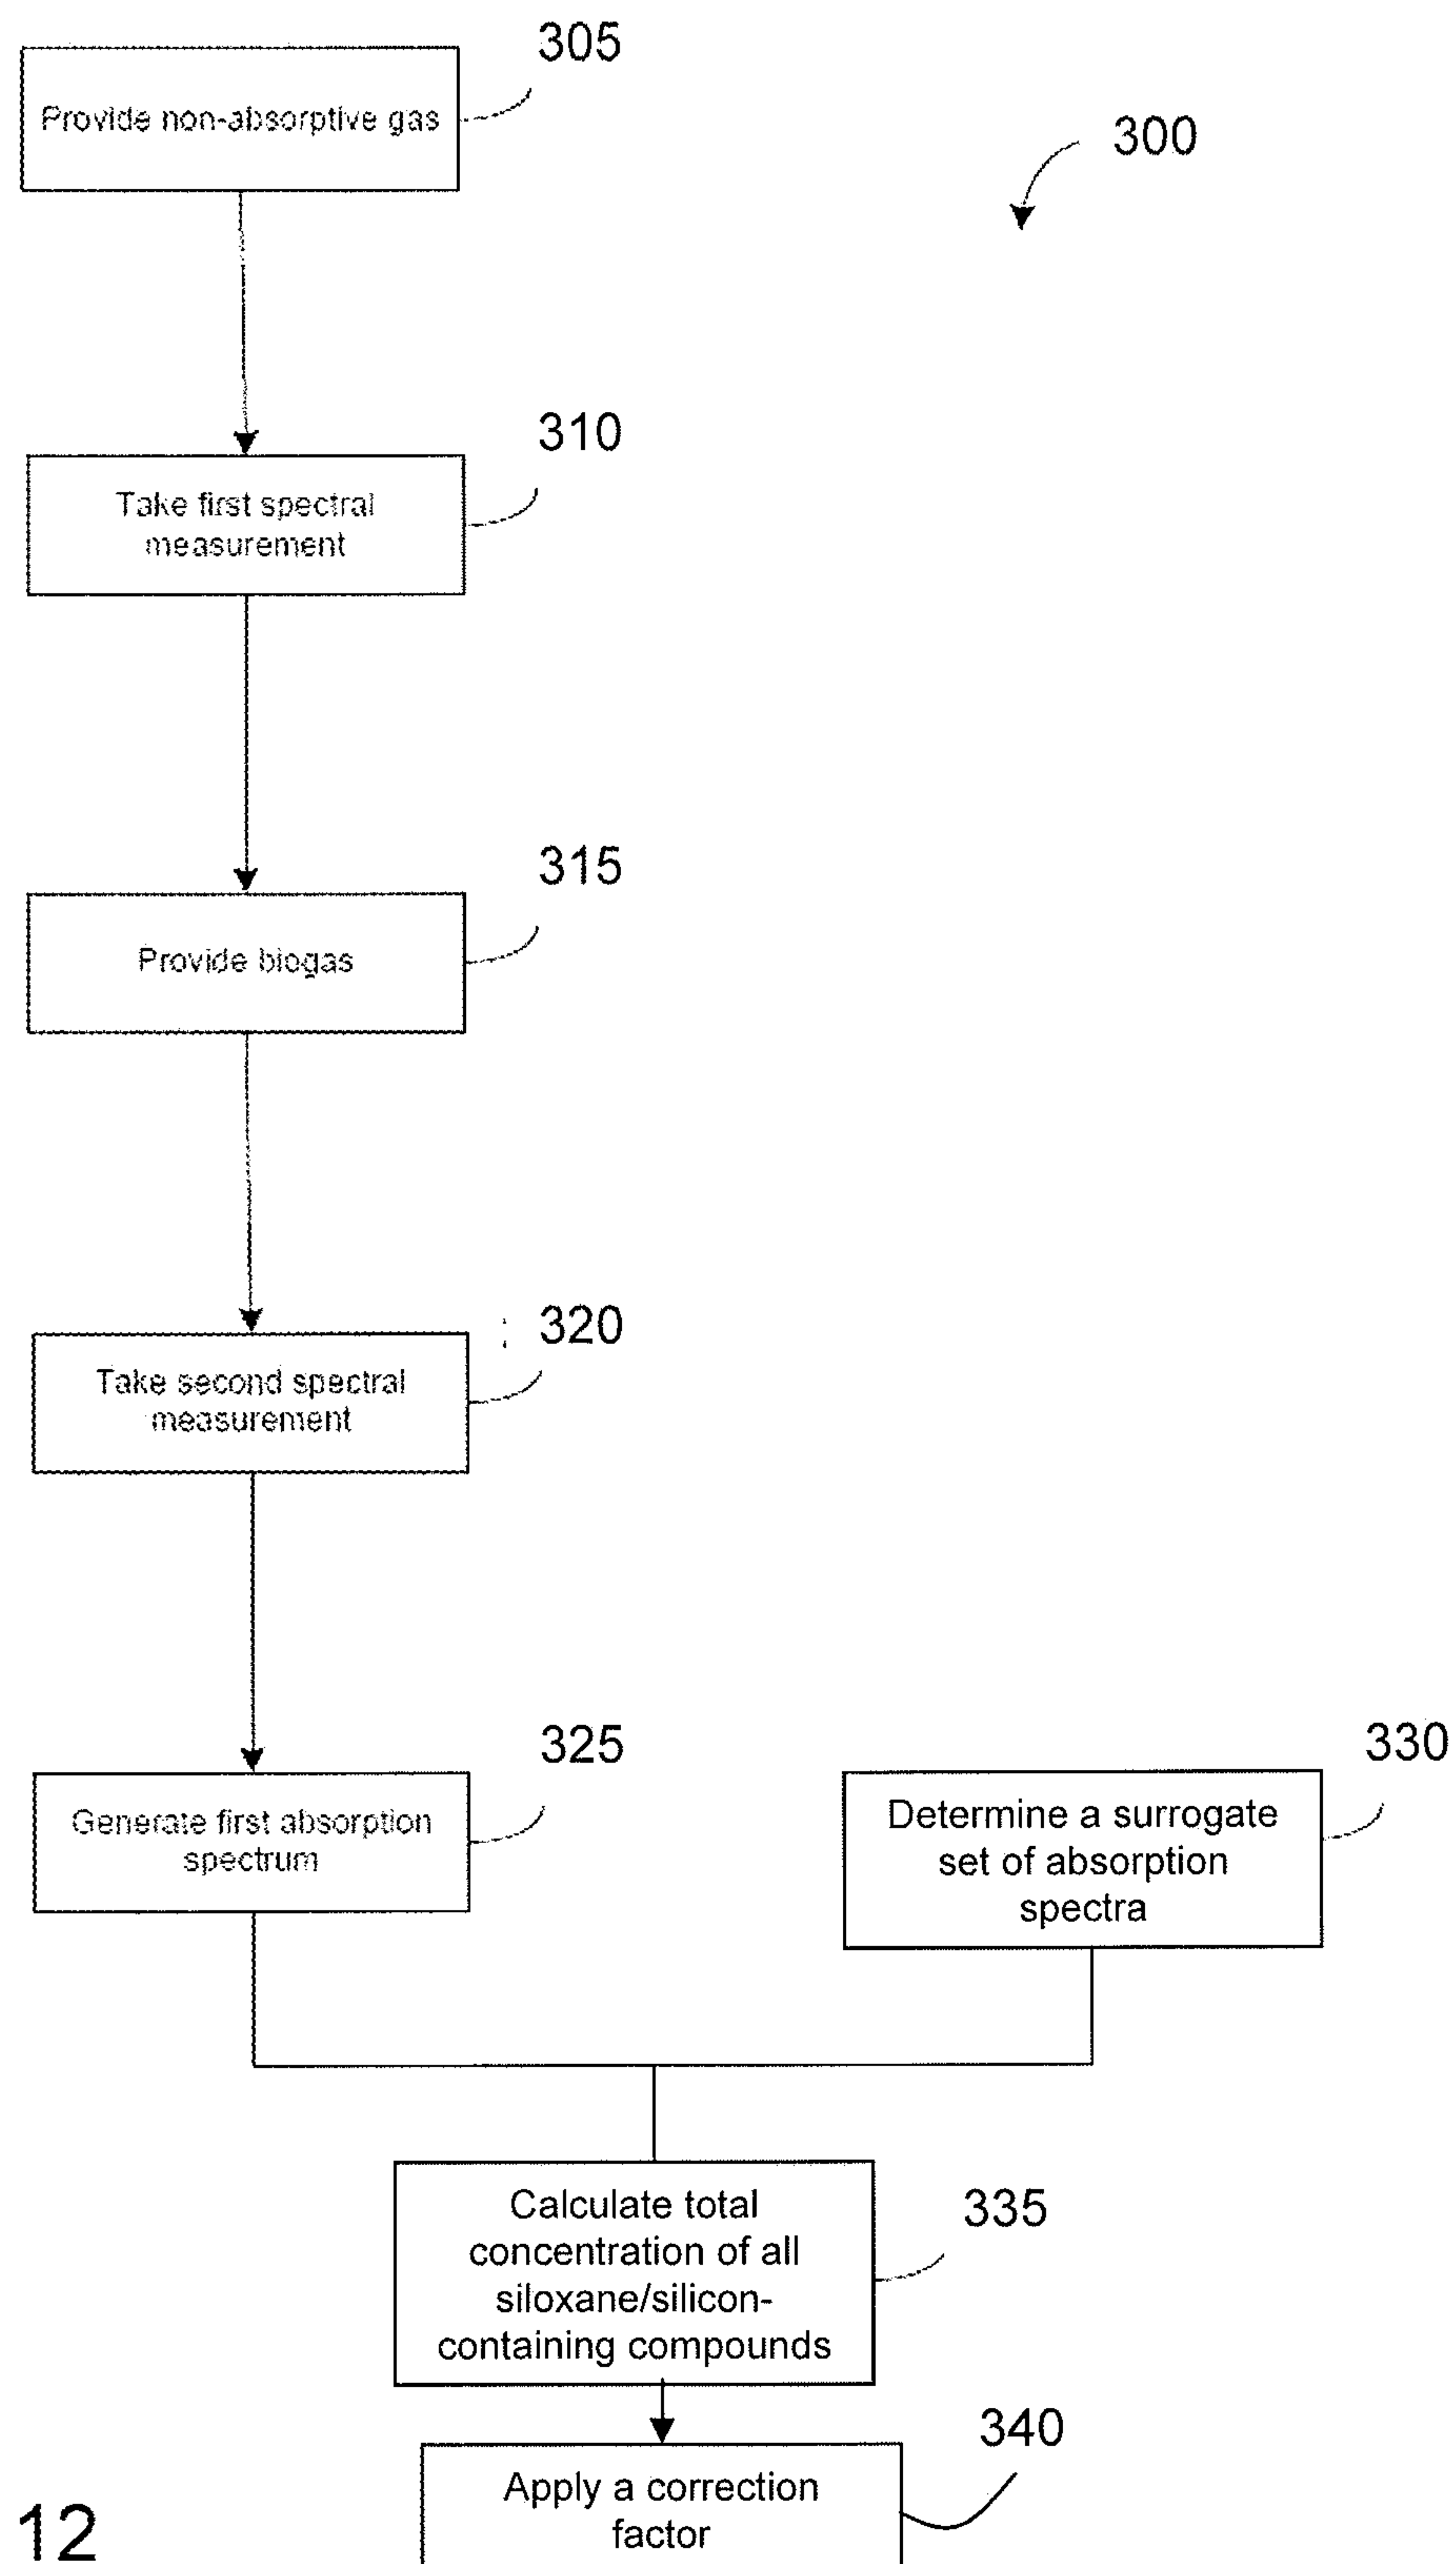 305
Provide non-absorptive gas
300
310
Take first spectral
measurement
315
Provide biogas
320
Take second spectral
measurement
325
Generate first absorption
spectrum
330
Determine a surrogate
set of absorption
spectra
335
Calculate total
concentration of all
siloxane/silicon-
containing compounds
340
Apply a correction
factor
12